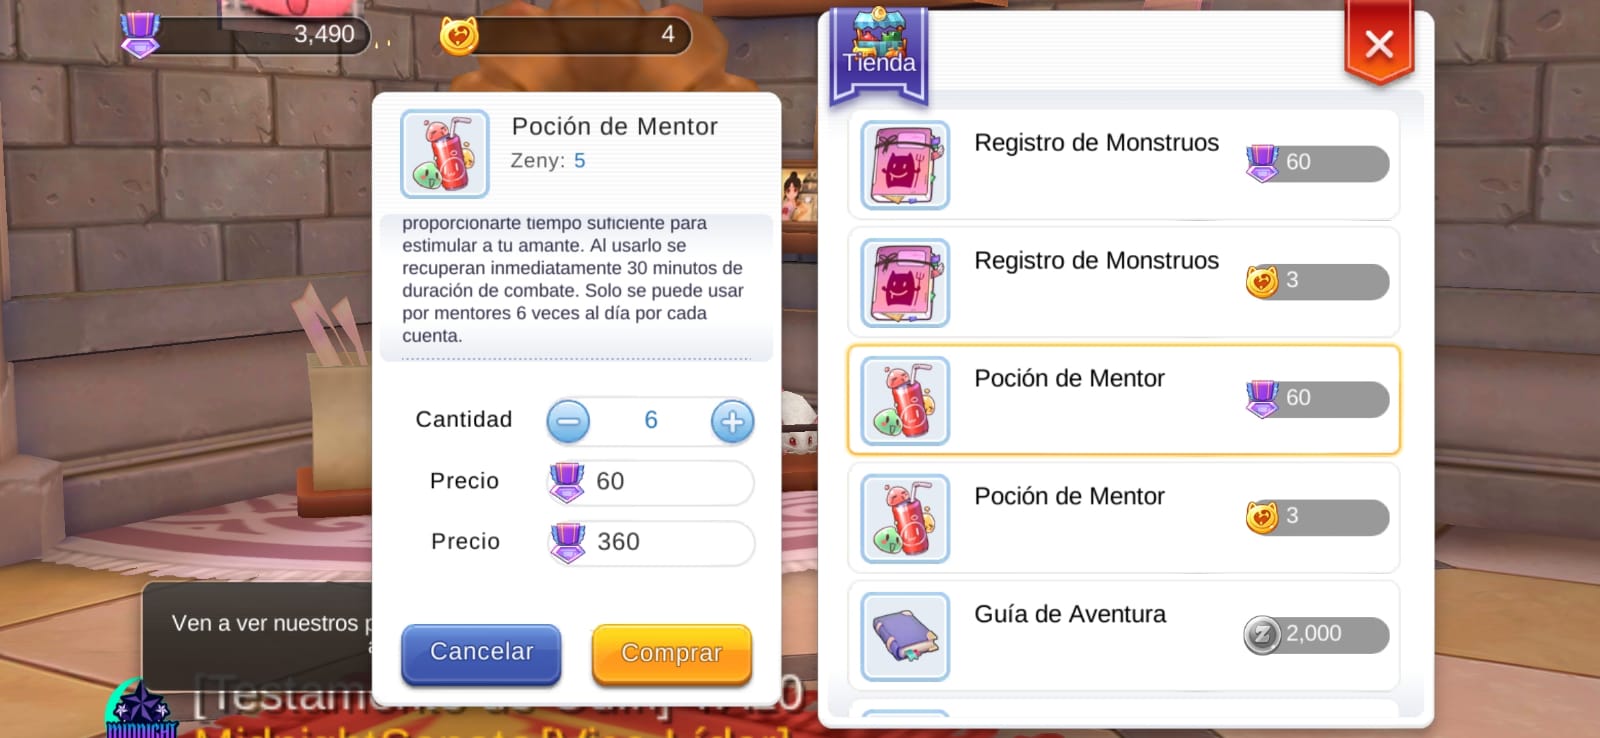 3,490
4
Tienda
Poción de Mentor
Zeny: 5
proporcionarte tiempo suficiente para
estimular a tu amante. Al usarlo se
recuperan inmediatamente 30 minutos de
duración de combate. Solo se puede usar
por mentores 6 veces al día por cada
cuenta.
Cantidad
6
Precio
60
Precio
360
Cancelar
Comprar
Registro de Monstruos
60
Registro de Monstruos
3
Poción de Mentor
60
Poción de Mentor
3
Guía de Aventura
2,000
Ven a ver nuestros
MIDNIGHT